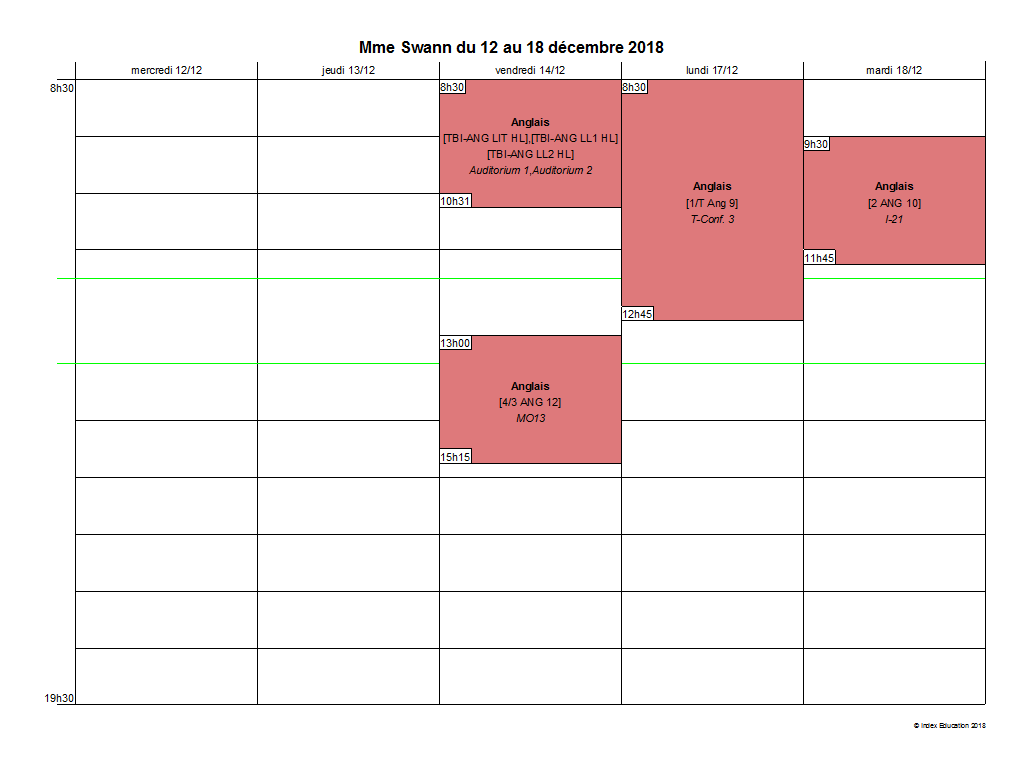 Mme Swann du 12 au 18 décembre 2018
mercredi 12/12
jeudi 13/12
vendredi 14/12
lundi 17/12
mardi 18/12
8h30
8h30
Anglais
[TBI-ANG LIT HL],[TBI-ANG LL1 HL]
[TBI-ANG LL2 HL]
Auditorium 1,Auditorium 2
10h31
13h00
Anglais
[4/3 ANG 12]
MO13
15h15
8h30
Anglais
[1/T Ang 9]
T-Conf. 3
12h45
9h30
Anglais
[2 ANG 10]
I-21
11h45
19h30
© Index Education 2018